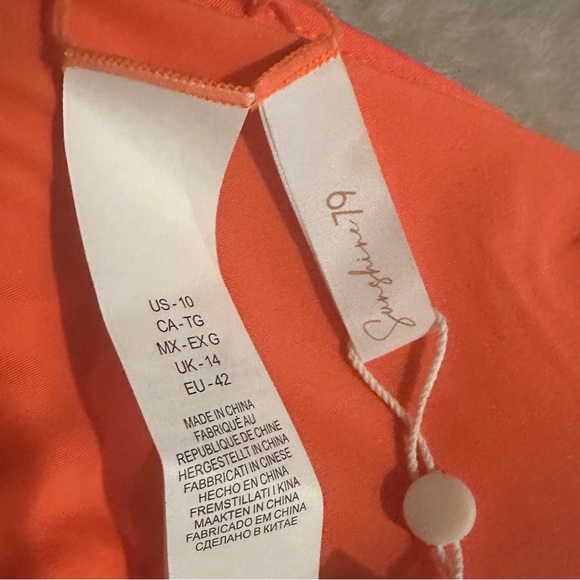 US-10
CA-TG
MX-EXG
UK-14
EU-42
MADE IN CHINA
FABRIQUÉ AU
REPUBLIQUE DE CHINE
HERGESTELLT IN CHINA
FABBRICATI IN CINESE
HECHO EN CHINA
FREMSTILLATI I KINA
MAAKTEN IN CHINA
FABRICADO EM CHINA
СДЕЛАНО В КИТАЕ
Sunshine79